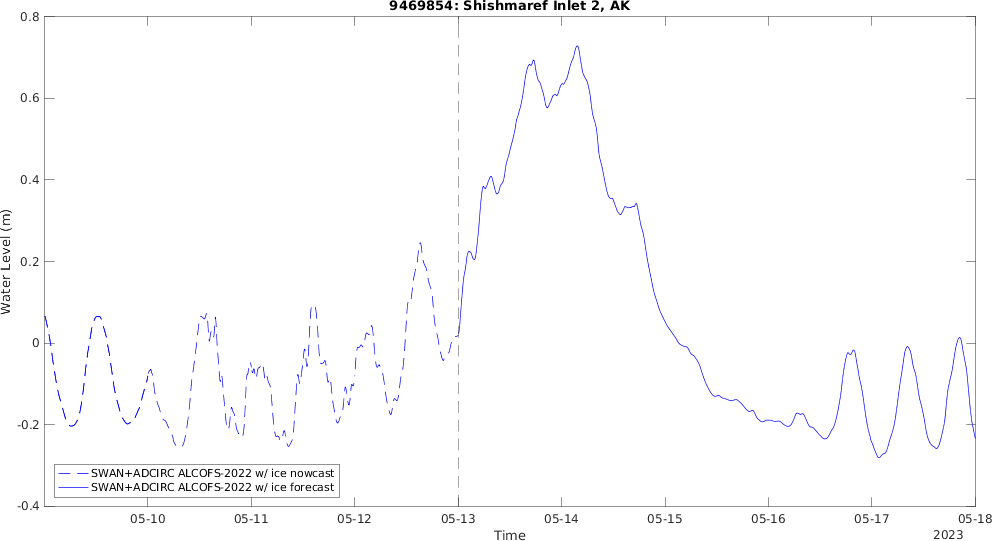 9469854: Shishmaref Inlet 2, AK
0.8
0.6
0.4
0.2
0
-0.2
-0.4
Water Level (m)
SWAN+ADCIRC ALCOFS-2022 w/ ice nowcast
SWAN+ADCIRC ALCOFS-2022 w/ ice forecast
05-10 05-11 05-12 05-13 05-14 05-15 05-16 05-17 05-18
Time
2023